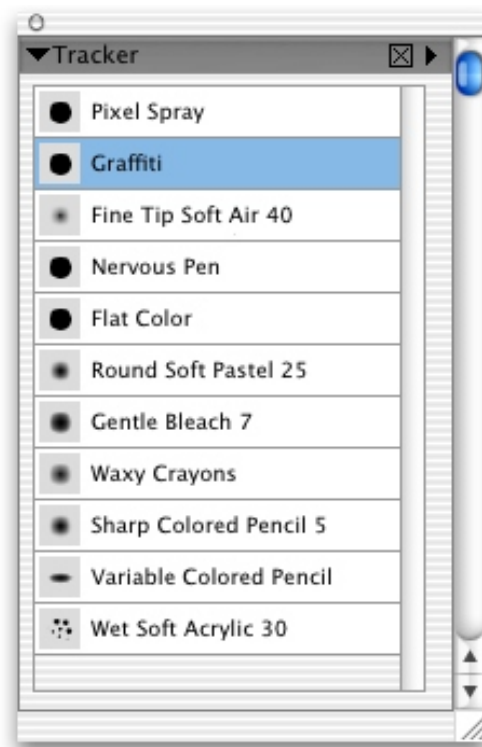 Tracker
Pixel Spray
Graffiti
Fine Tip Soft Air 40
Nervous Pen
Flat Color
Round Soft Pastel 25
Gentle Bleach 7
Waxy Crayons
Sharp Colored Pencil 5
Variable Colored Pencil
Wet Soft Acrylic 30